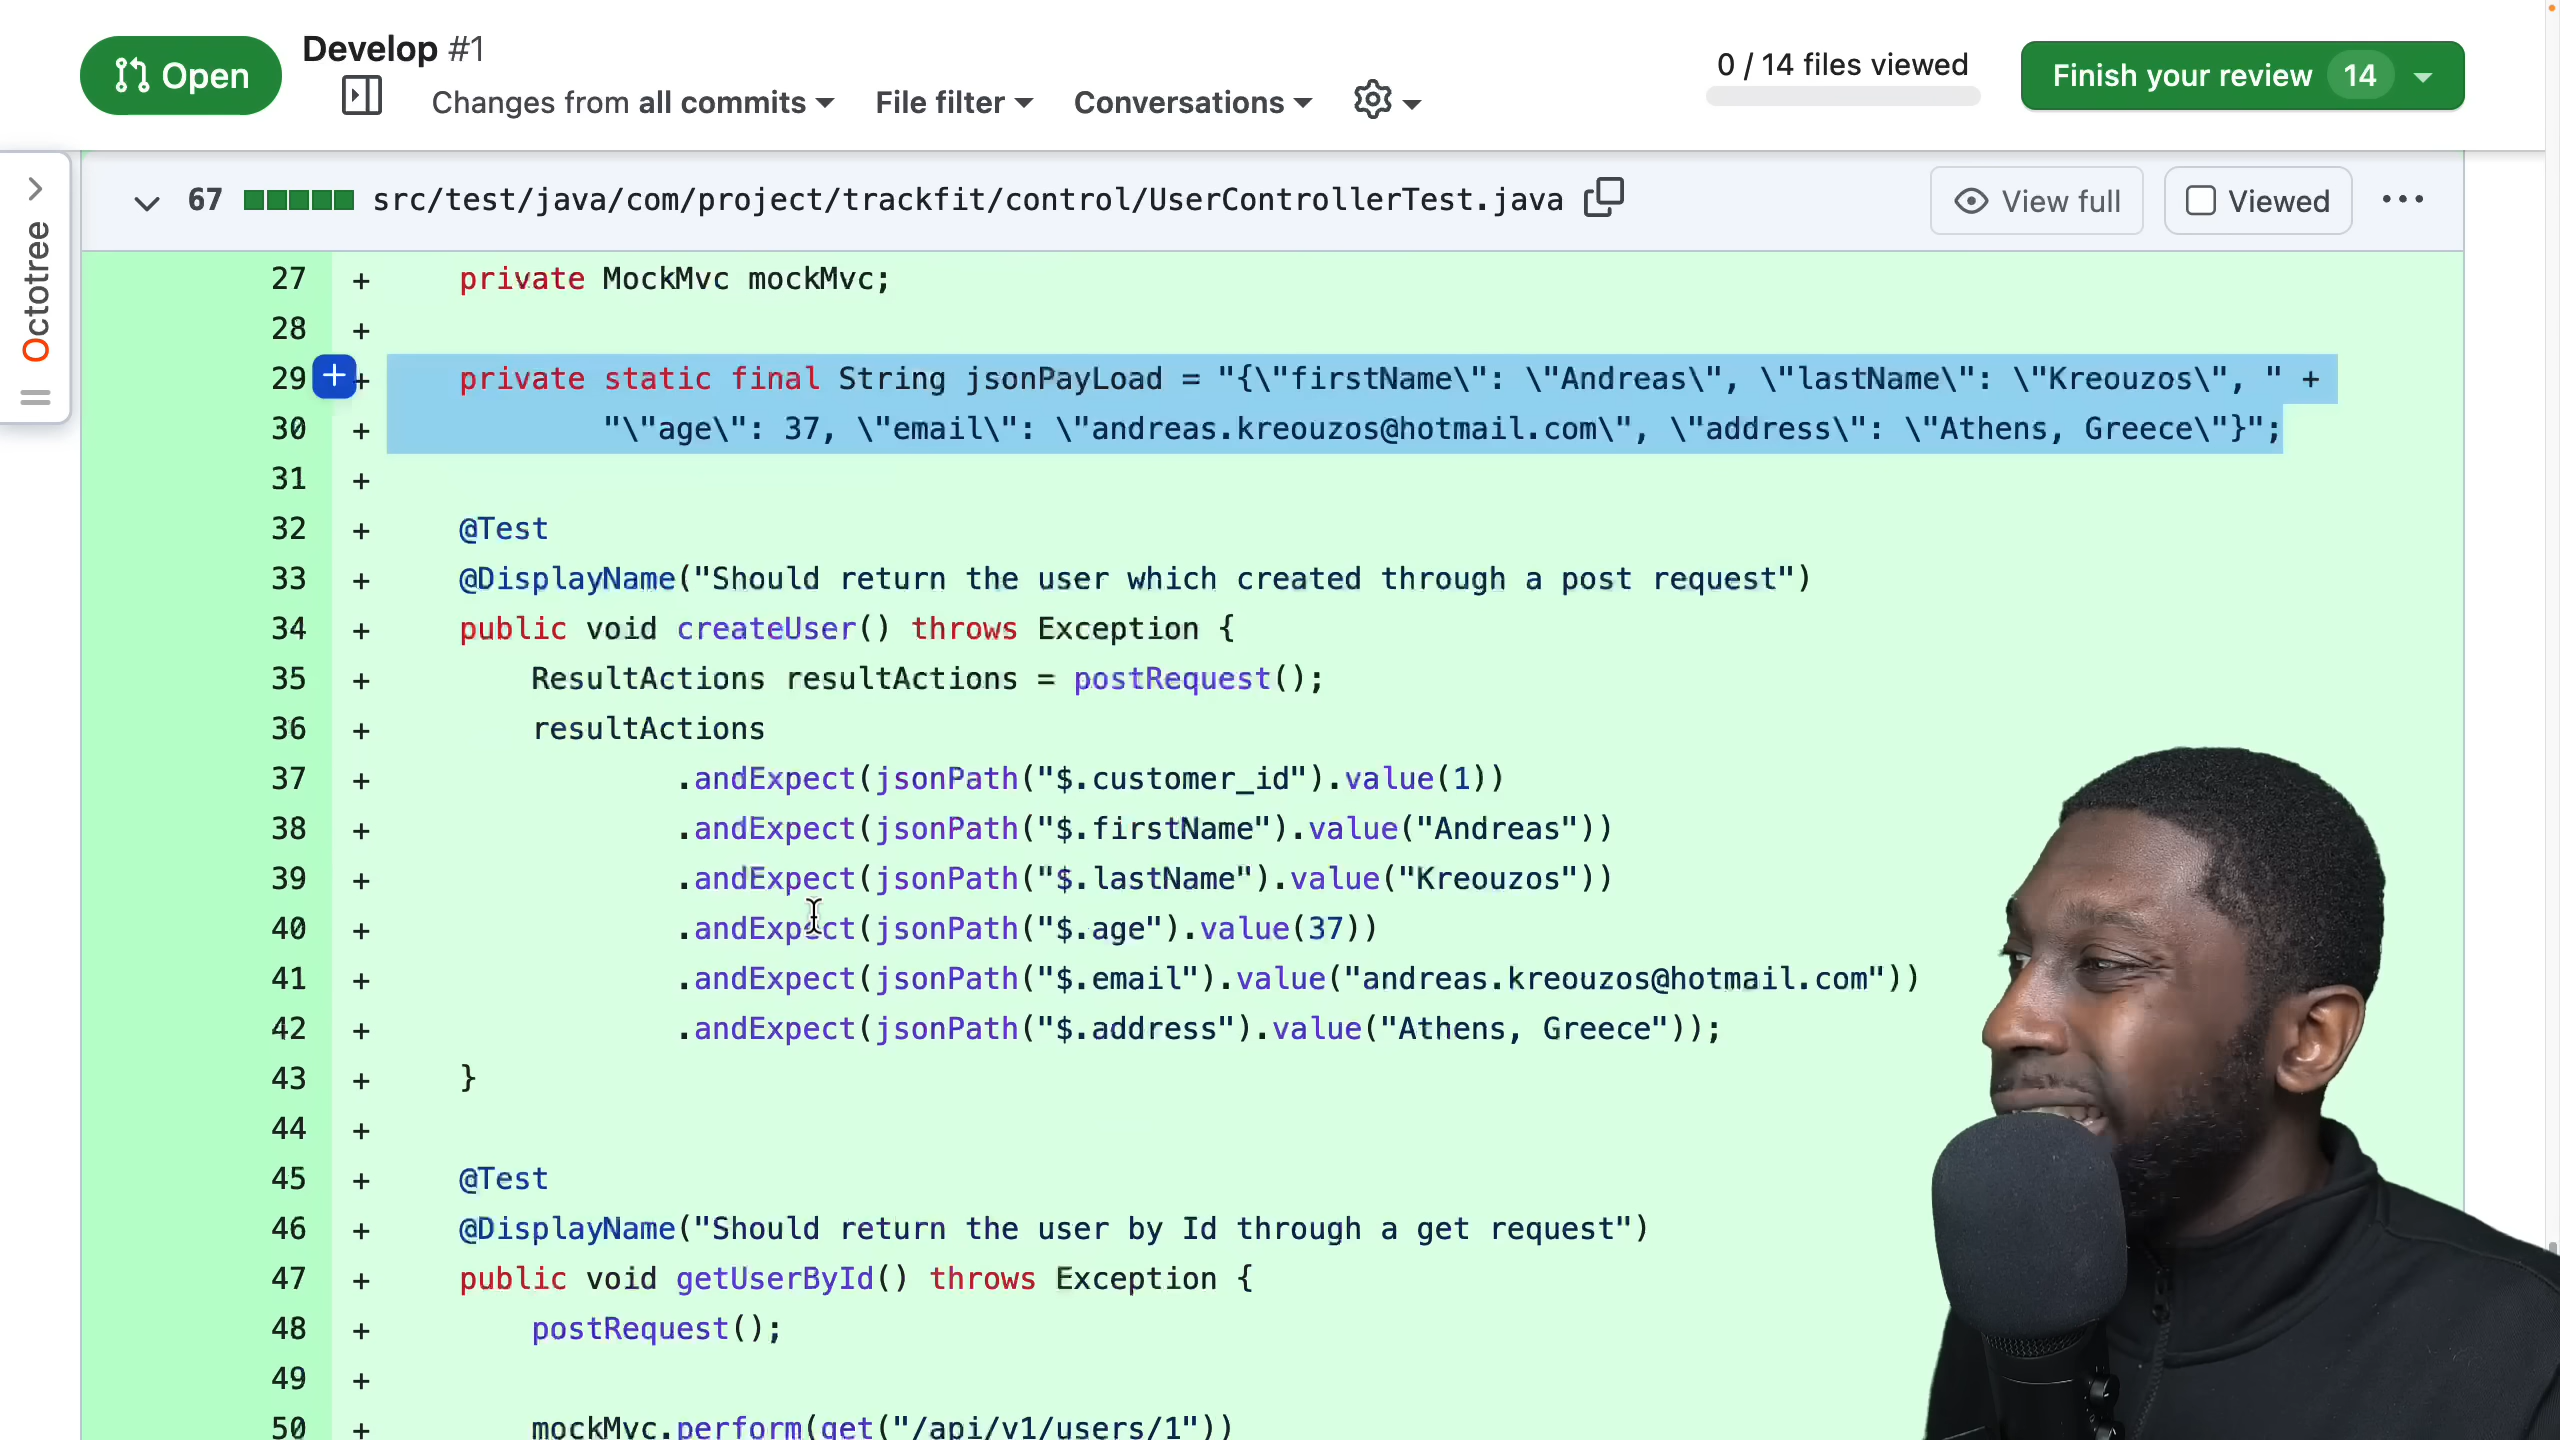 Open
Develop #1
Changes from all commits
File filter
Conversations
0 / 14 files viewed
Finish your review 14
Octotree
67 src/test/java/com/project/trackfit/control/UserControllerTest.java
View full
Viewed
27 + private MockMvc mockMvc;
28 +
29 + private static final String jsonPayLoad = "{\"firstName\": \"Andreas\", \"lastName\": \"Kreouzos\", " +
30 + "\"age\": 37, \"email\": \"andreas.kreouzos@hotmail.com\", \"address\": \"Athens, Greece\"}";
31 +
32 + @Test
33 + @DisplayName("Should return the user which created through a post request")
34 + public void createUser() throws Exception {
35 + ResultActions resultActions = postRequest();
36 + resultActions
37 + .andExpect(jsonPath("$.customer_id").value(1))
38 + .andExpect(jsonPath("$.firstName").value("Andreas"))
39 + .andExpect(jsonPath("$.lastName").value("Kreouzos"))
40 + .andExpect(jsonPath("$.age").value(37))
41 + .andExpect(jsonPath("$.email").value("andreas.kreouzos@hotmail.com"))
42 + .andExpect(jsonPath("$.address").value("Athens, Greece"));
43 + }
44 +
45 + @Test
46 + @DisplayName("Should return the user by Id through a get request")
47 + public void getUserById() throws Exception {
48 + postRequest();
49 +
50 + mockMvc.perform(get("/api/v1/users/1"))